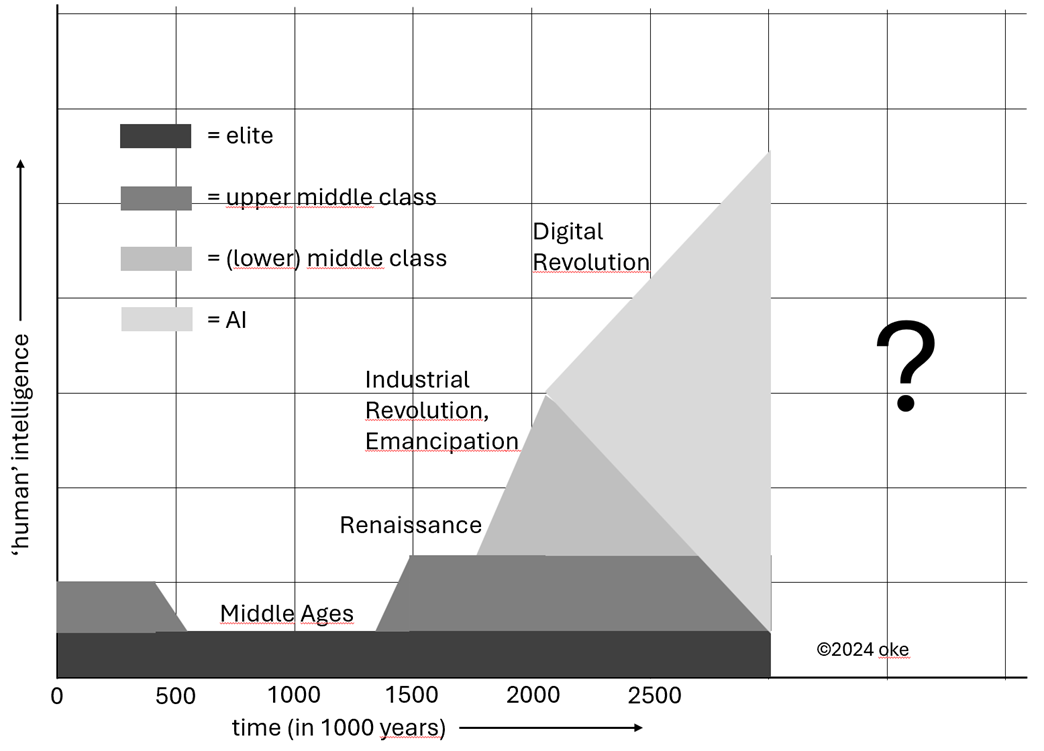 = elite
= upper middle class
= (lower) middle class
= AI
Digital
Revolution
Industrial
Revolution,
Emancipation
Renaissance
Middle Ages
?
©2024 oke
'human' intelligence
0 500 1000 1500 2000 2500
time (in 1000 years)